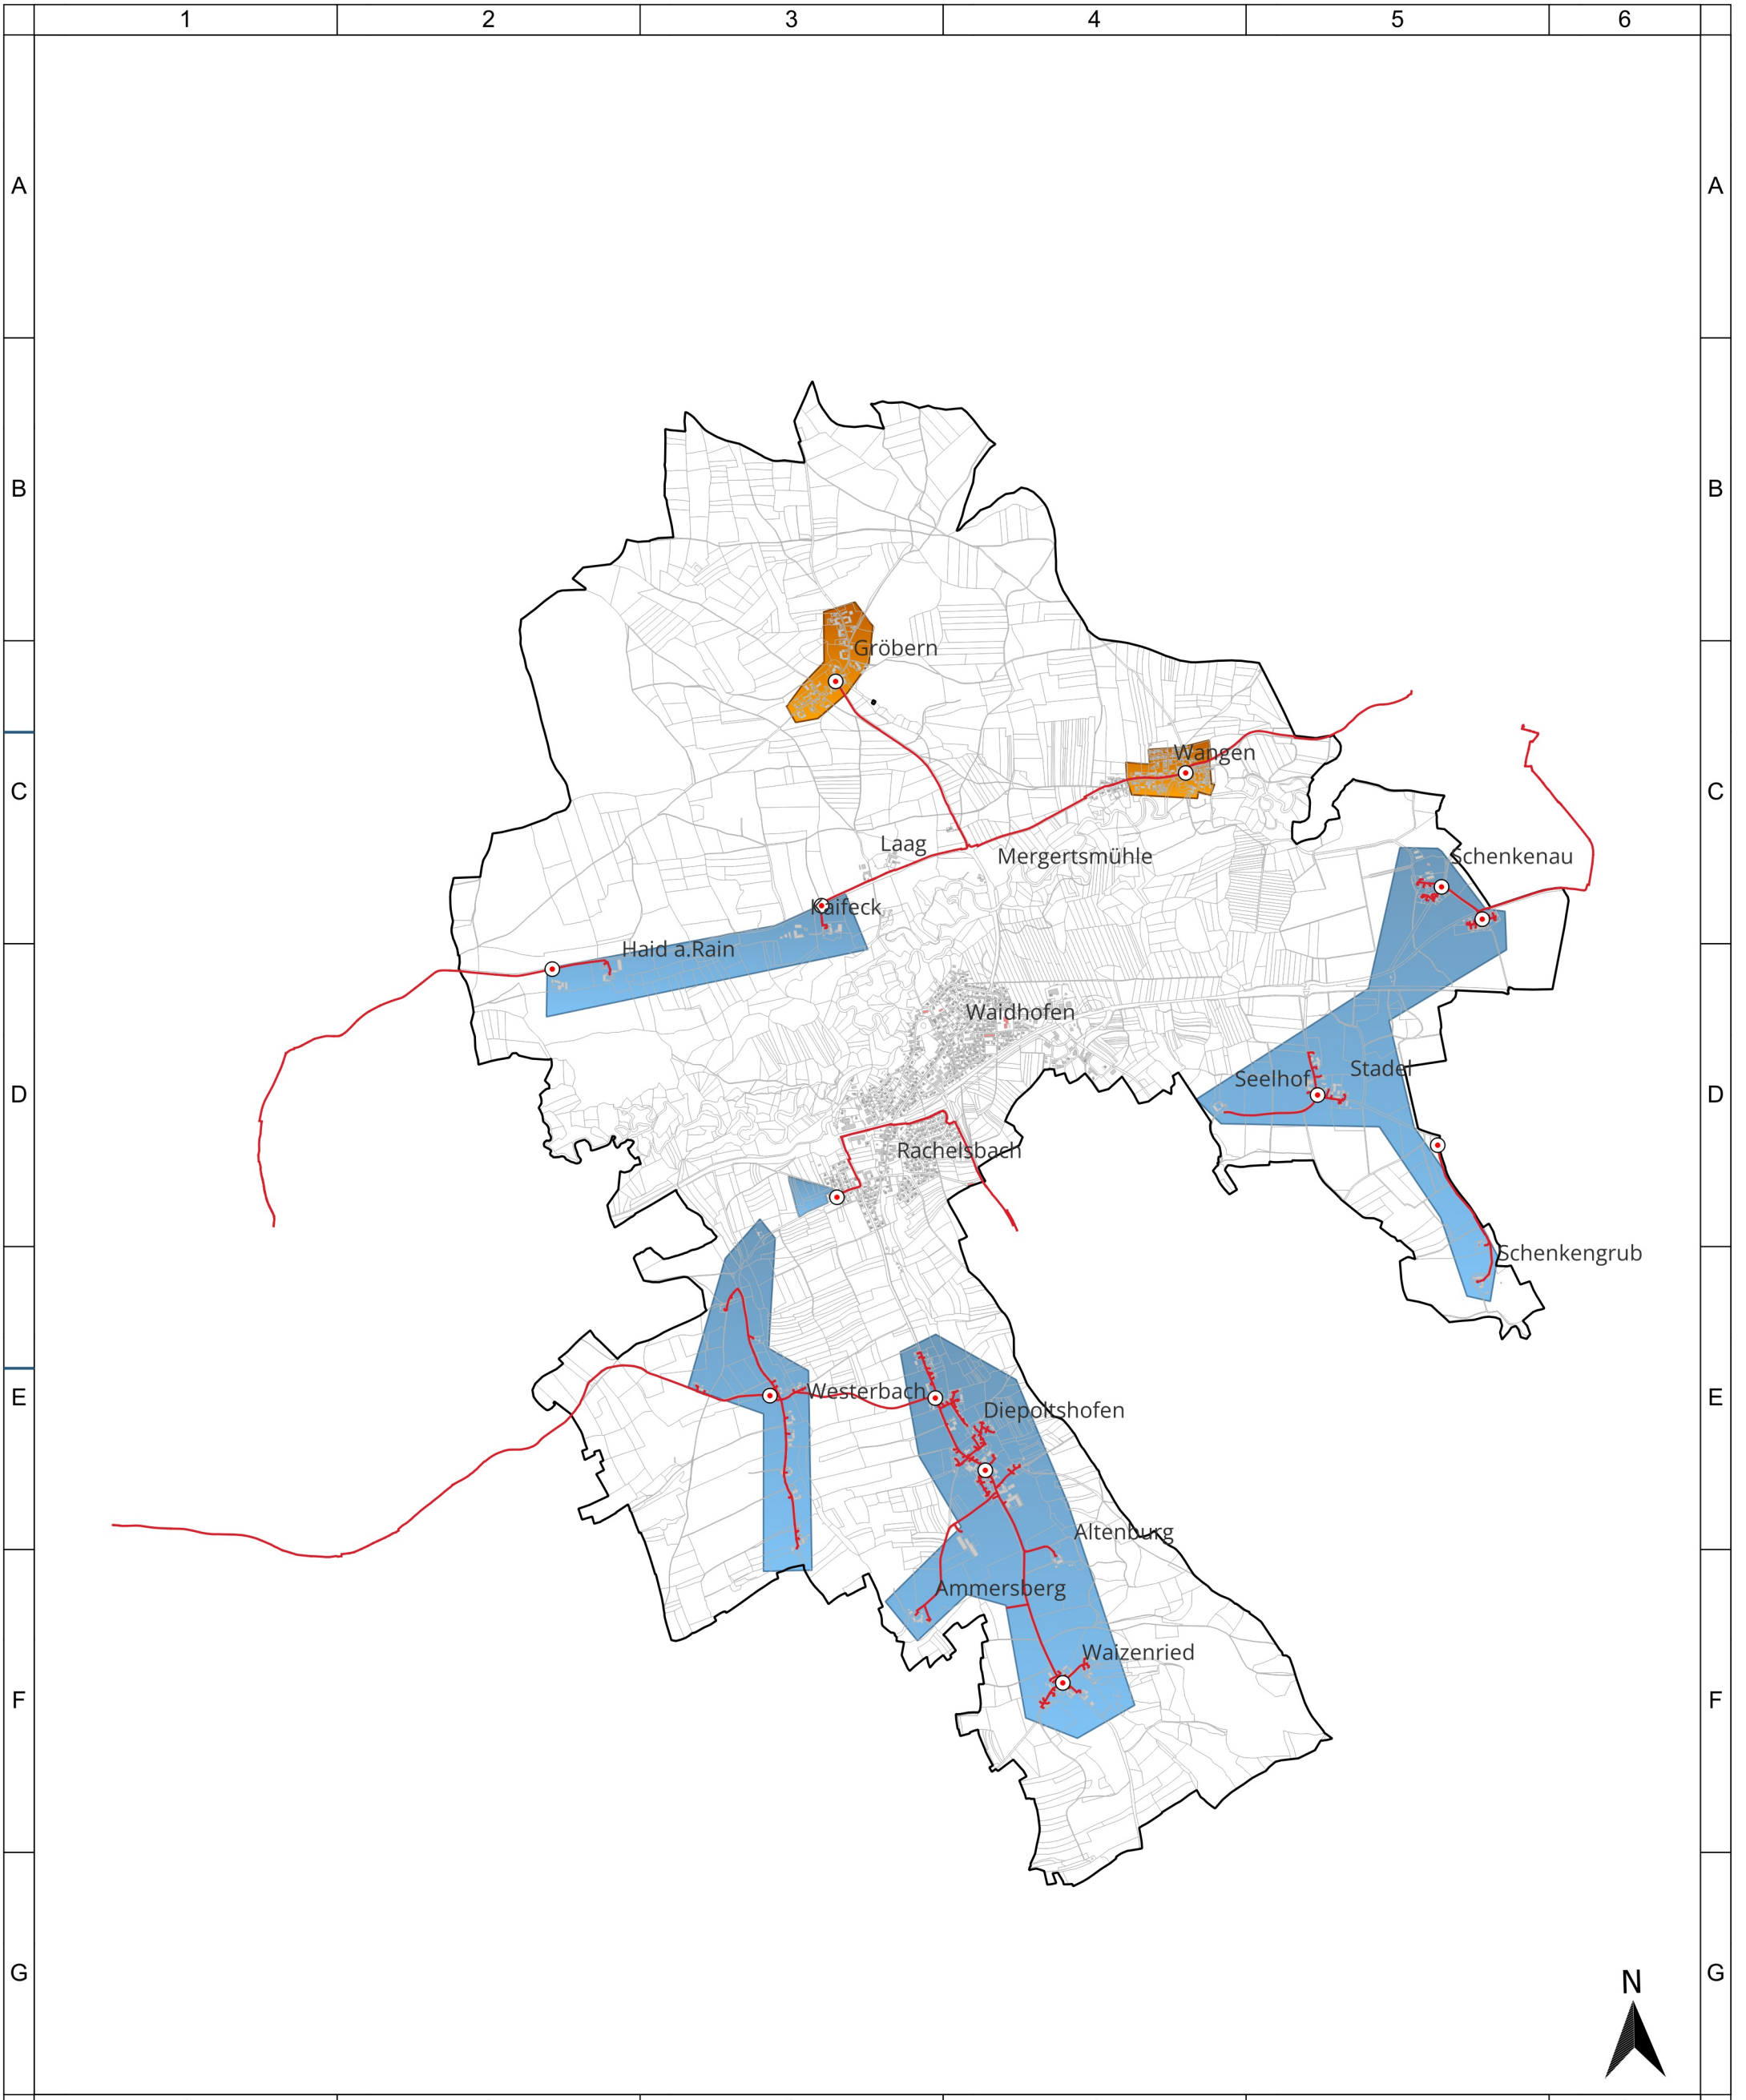 1 2 3 4 5 6
A A
B B
Gröbern
Wangen
C C
Laag
Mergertsmühle
Schenkenau
Kaifeck
Haid a.Rain
Waidhofen
Stadel
Seelhof
D D
Rachelsbach
Schenkengrub
Westerbach
E E
Diepoltshofen
Altenburg
Ammersberg
Waizenried
F F
G G
N